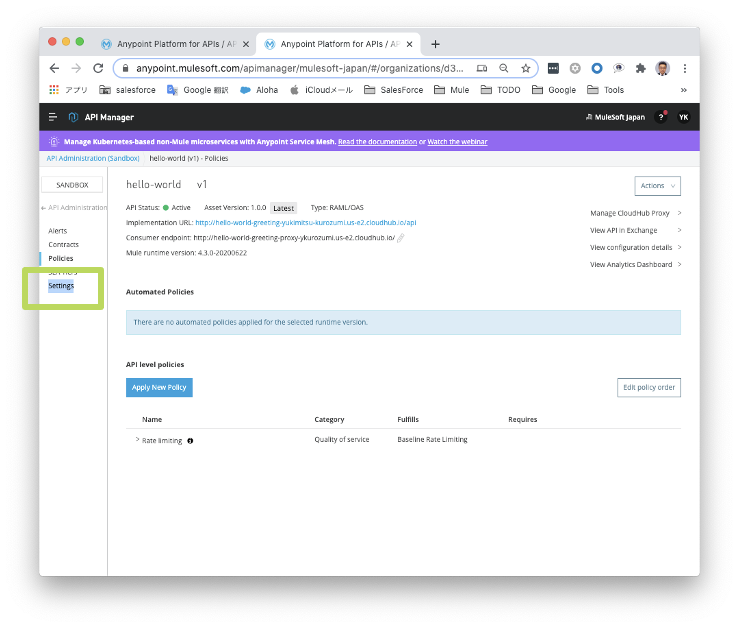 Anypoint Platform for APIs / API
Anypoint Platform for APIs / A
anypoint.mulesoft.com/apimanager/mulesoft-japan/#/organizations/d3...
アプリ salesforce Google 翻訳 Aloha iCloudメール SalesForce Mule TODO Google Tools »
API Manager MuleSoft Japan ? YK
Manage Kubernetes-based non-Mule microservices with Anypoint Service Mesh. Read the documentation or Watch the webinar
API Administration (Sandbox) hello-world (v1) - Policies
SANDBOX
API Administration
Alerts
Contracts
Policies
Settings
hello-world v1
Actions
API Status: Active Asset Version: 1.0.0 Latest Type: RAML/OAS
Implementation URL: http://hello-world-greeting-yukimitsu-kurozumi.us-e2.cloudhub.io/api
Consumer endpoint: http://hello-world-greeting-proxy-ykurozumi.us-e2.cloudhub.io/
Mule runtime version: 4.3.0-20200622
Manage CloudHub Proxy >
View API in Exchange >
View configuration details >
View Analytics Dashboard >
Automated Policies
There are no automated policies applied for the selected runtime version.
API level policies
Apply New Policy
Edit policy order
Name Category Fulfills Requires
Rate limiting Quality of service Baseline Rate Limiting